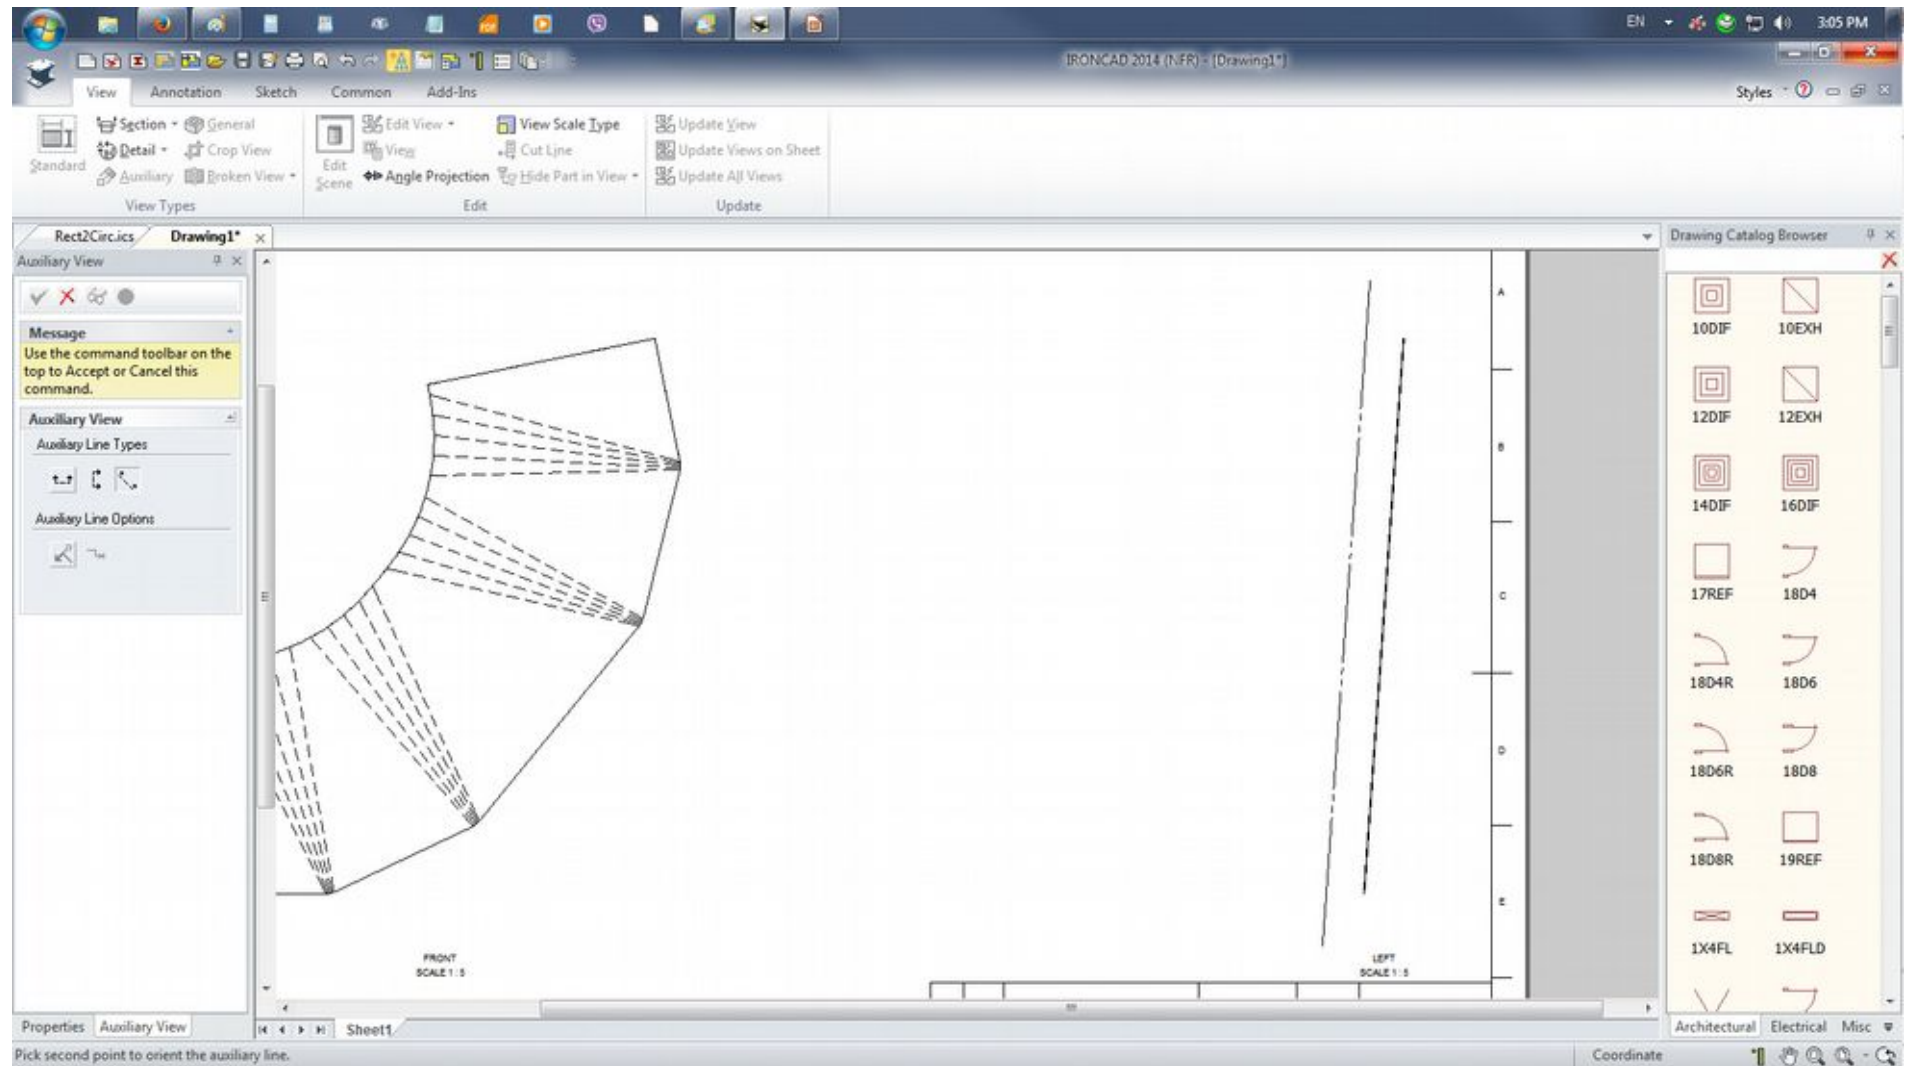 EN
3:05 PM
IRONCAD 2014 (NFR) - [Drawing1*]
View Annotation Sketch Common Add-Ins
Styles
Standard
Section
General
Detail
Crop View
Auxiliary
Broken View
View Types
Edit Scene
Edit View
View Scale Type
View
Cut Line
Angle Projection
Hide Part in View
Edit
Update View
Update Views on Sheet
Update All Views
Update
Rect2Circ.ics
Drawing1*
Drawing Catalog Browser
Auxiliary View
Message
Use the command toolbar on the
top to Accept or Cancel this
command.
Auxiliary View
Auxiliary Line Types
Auxiliary Line Options
A
B
C
D
E
FRONT
SCALE 1 : 5
LEFT
SCALE 1 : 5
10DIF 10EXH
12DIF 12EXH
14DIF 16DIF
17REF 18D4
18D4R 18D6
18D6R 18D8
18D8R 19REF
1X4FL 1X4FLD
Properties
Auxiliary View
Sheet1
Architectural Electrical Misc
Pick second point to orient the auxiliary line.
Coordinate